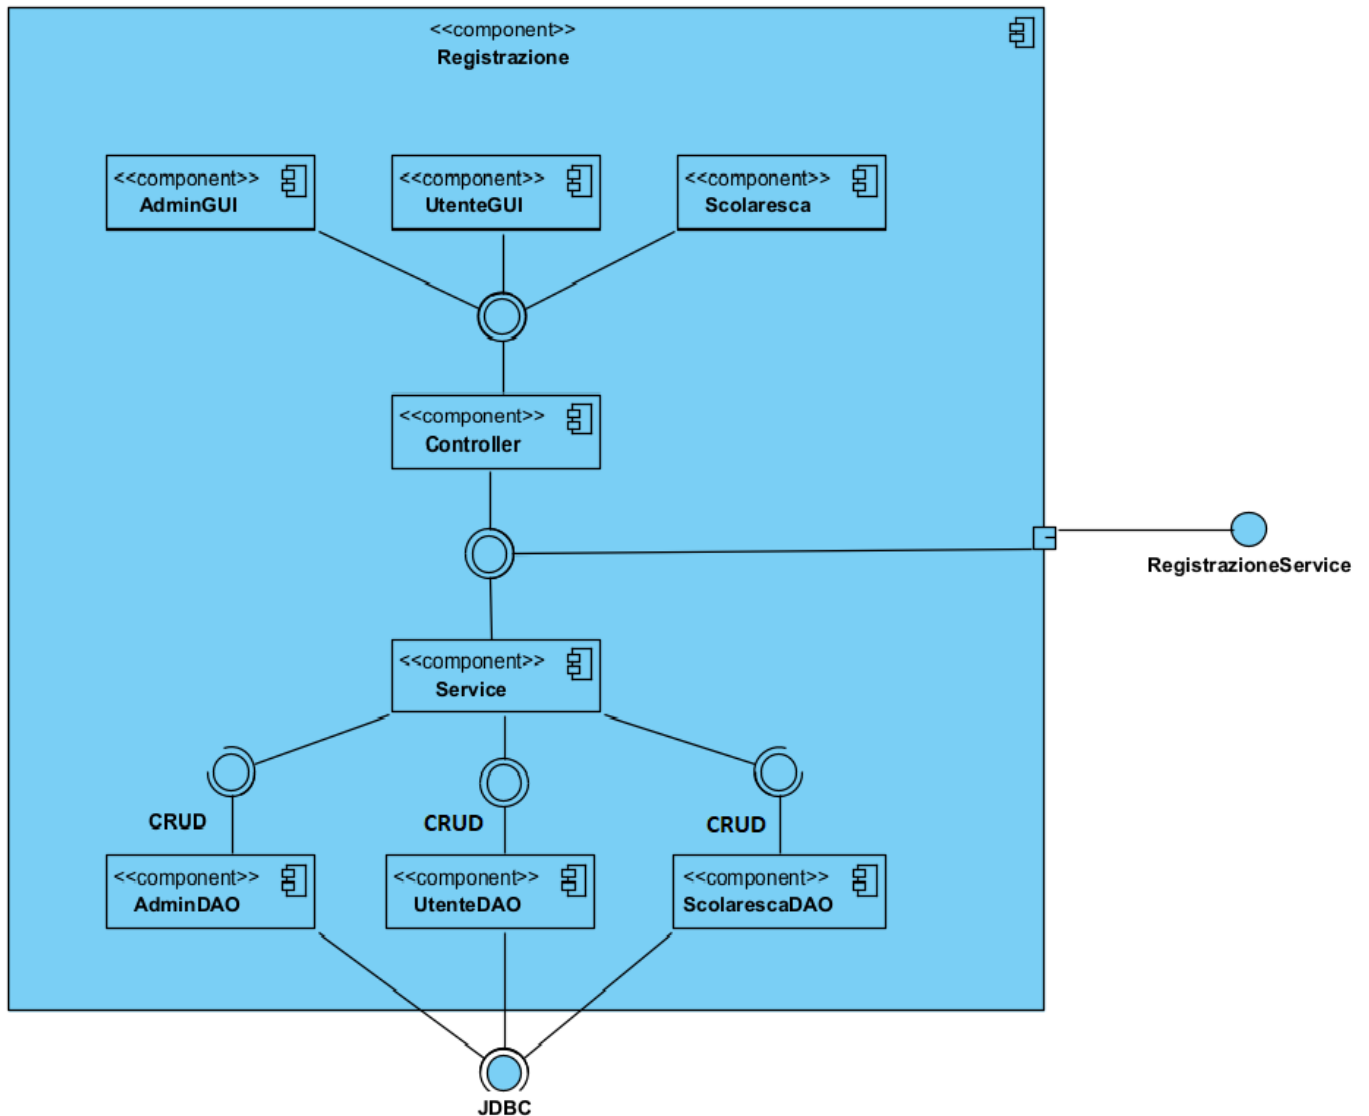 <<component>>
Registrazione
<<component>>
AdminGUI
<<component>>
UtenteGUI
<<component>>
Scolaresca
<<component>>
Controller
RegistrazioneService
<<component>>
Service
CRUD
CRUD
CRUD
<<component>>
AdminDAO
<<component>>
UtenteDAO
<<component>>
ScolarescaDAO
JDBC